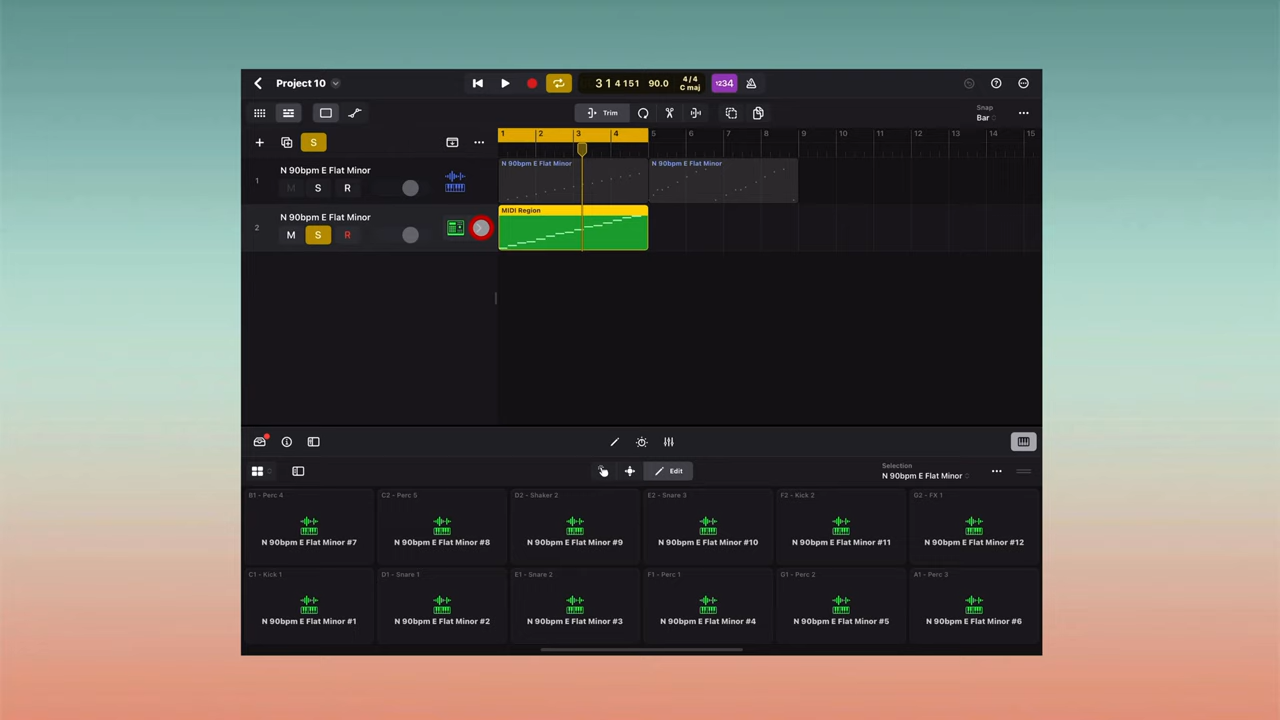 Project 10
3 1 4 151
90.0
4/4
C maj
1234
Trim
Snap
Bar
S
1
2
3
4
5
6
7
8
9
10
11
12
13
14
15
1
N 90bpm E Flat Minor
M
S
R
N 90bpm E Flat Minor
N 90bpm E Flat Minor
2
N 90bpm E Flat Minor
M
S
R
MIDI Region
Edit
Selection
N 90bpm E Flat Minor
B1 - Perc 4
N 90bpm E Flat Minor #7
C2 - Perc 5
N 90bpm E Flat Minor #8
D2 - Shaker 2
N 90bpm E Flat Minor #9
E2 - Snare 3
N 90bpm E Flat Minor #10
F2 - Kick 2
N 90bpm E Flat Minor #11
G2 - FX 1
N 90bpm E Flat Minor #12
C1 - Kick 1
N 90bpm E Flat Minor #1
D1 - Snare 1
N 90bpm E Flat Minor #2
E1 - Snare 2
N 90bpm E Flat Minor #3
F1 - Perc 1
N 90bpm E Flat Minor #4
G1 - Perc 2
N 90bpm E Flat Minor #5
A1 - Perc 3
N 90bpm E Flat Minor #6